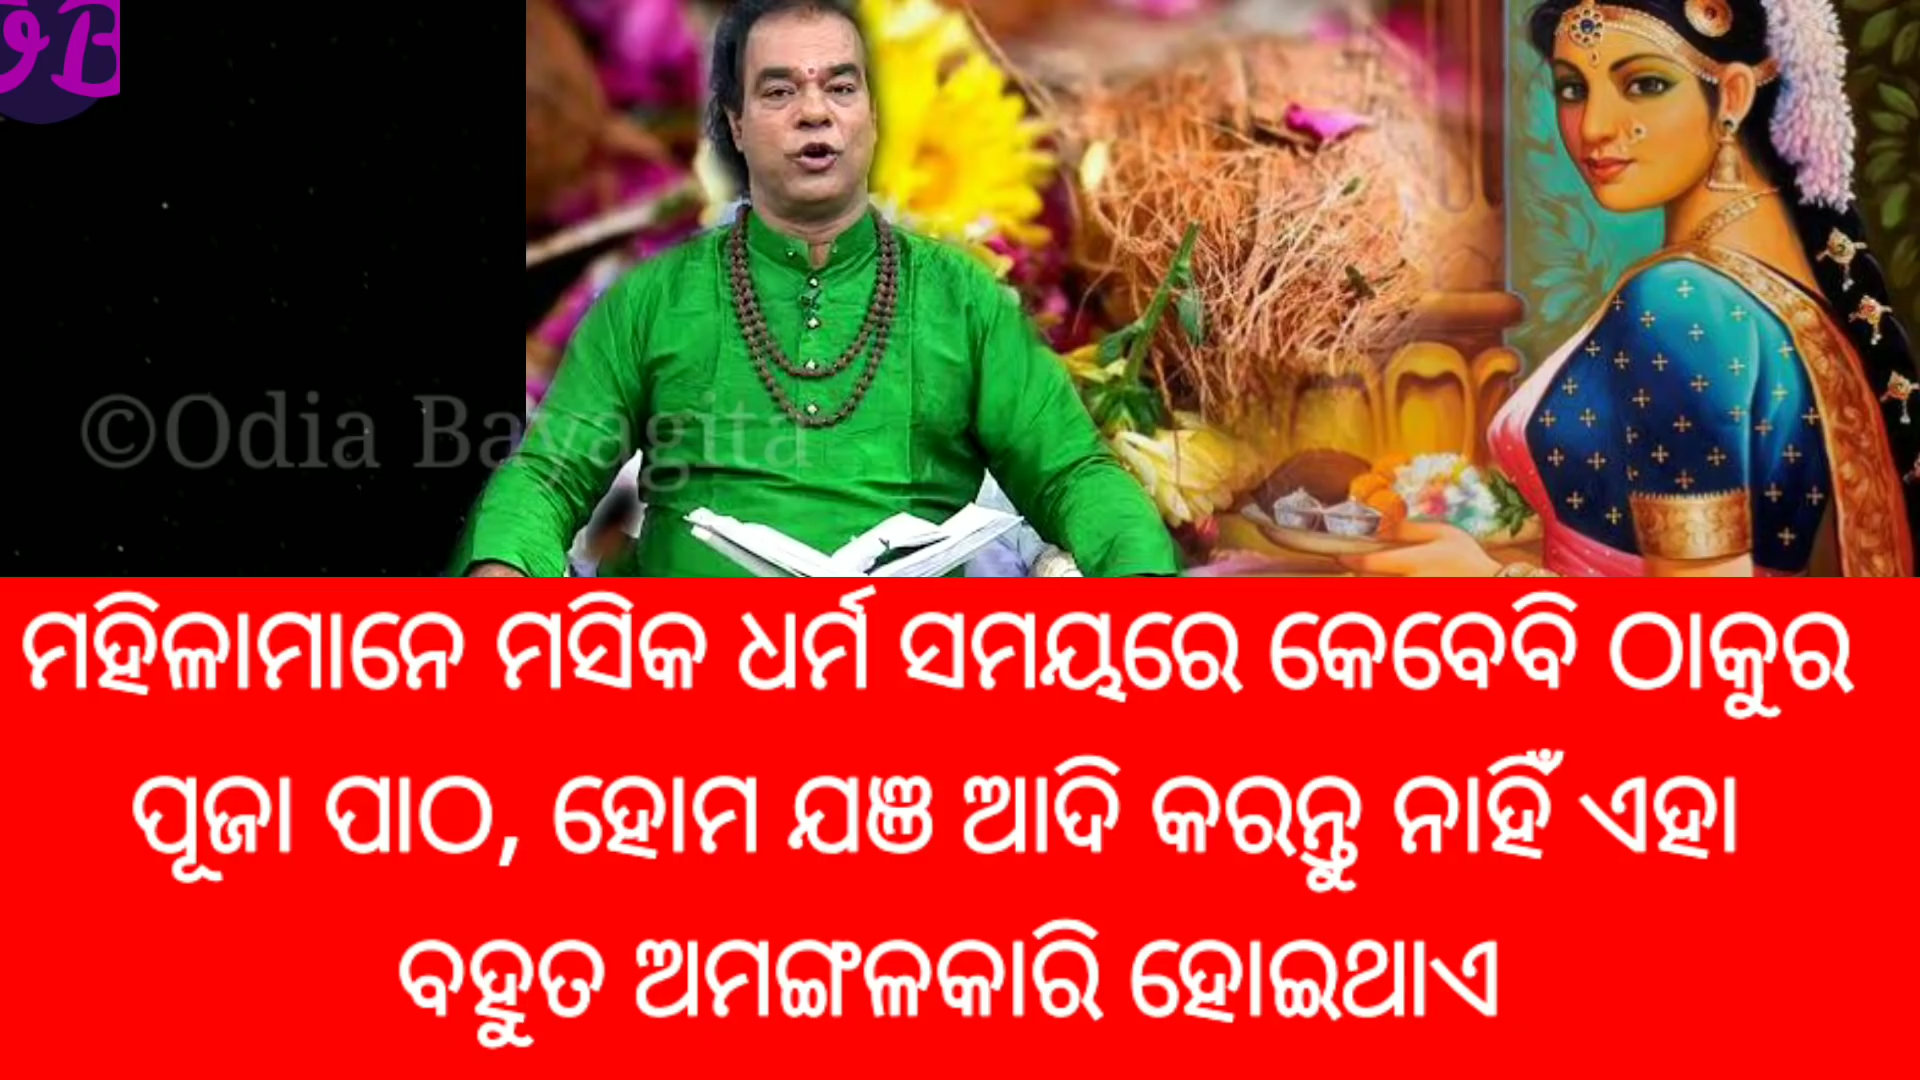 ©Odia Bayagita
ମହିଳାମାନେ ମସିକ ଧର୍ମ ସମୟରେ କେବେବି ଠାକୁର
ପୂଜା ପାଠ, ହୋମ ଯଜ୍ଞ ଆଦି କରନ୍ତୁ ନାହିଁ ଏହା
ବହୁତ ଅମଙ୍ଗଳକାରି ହୋଇଥାଏ